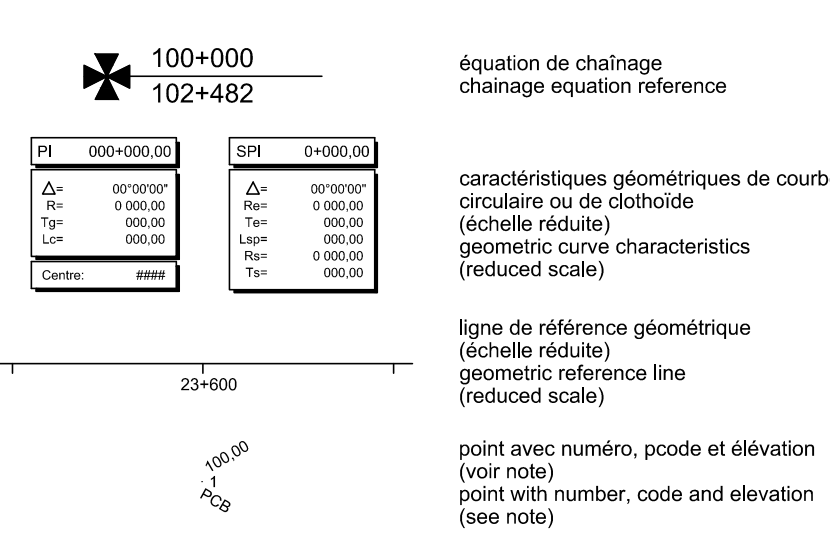 100+000
102+482
équation de chaînage
chainage equation reference
PI 000+000,00
Δ= 00°00'00"
R= 0 000,00
Tg= 000,00
Lc= 000,00
Centre: ####
SPI 0+000,00
Δ= 00°00'00"
Re= 0 000,00
Te= 000,00
Lsp= 000,00
Rs= 0 000,00
Ts= 000,00
caractéristiques géométriques de courb
circulaire ou de clothoïde
(échelle réduite)
geometric curve characteristics
(reduced scale)
23+600
ligne de référence géométrique
(échelle réduite)
geometric reference line
(reduced scale)
100,00
1
PCB
point avec numéro, pcode et élévation
(voir note)
point with number, code and elevation
(see note)